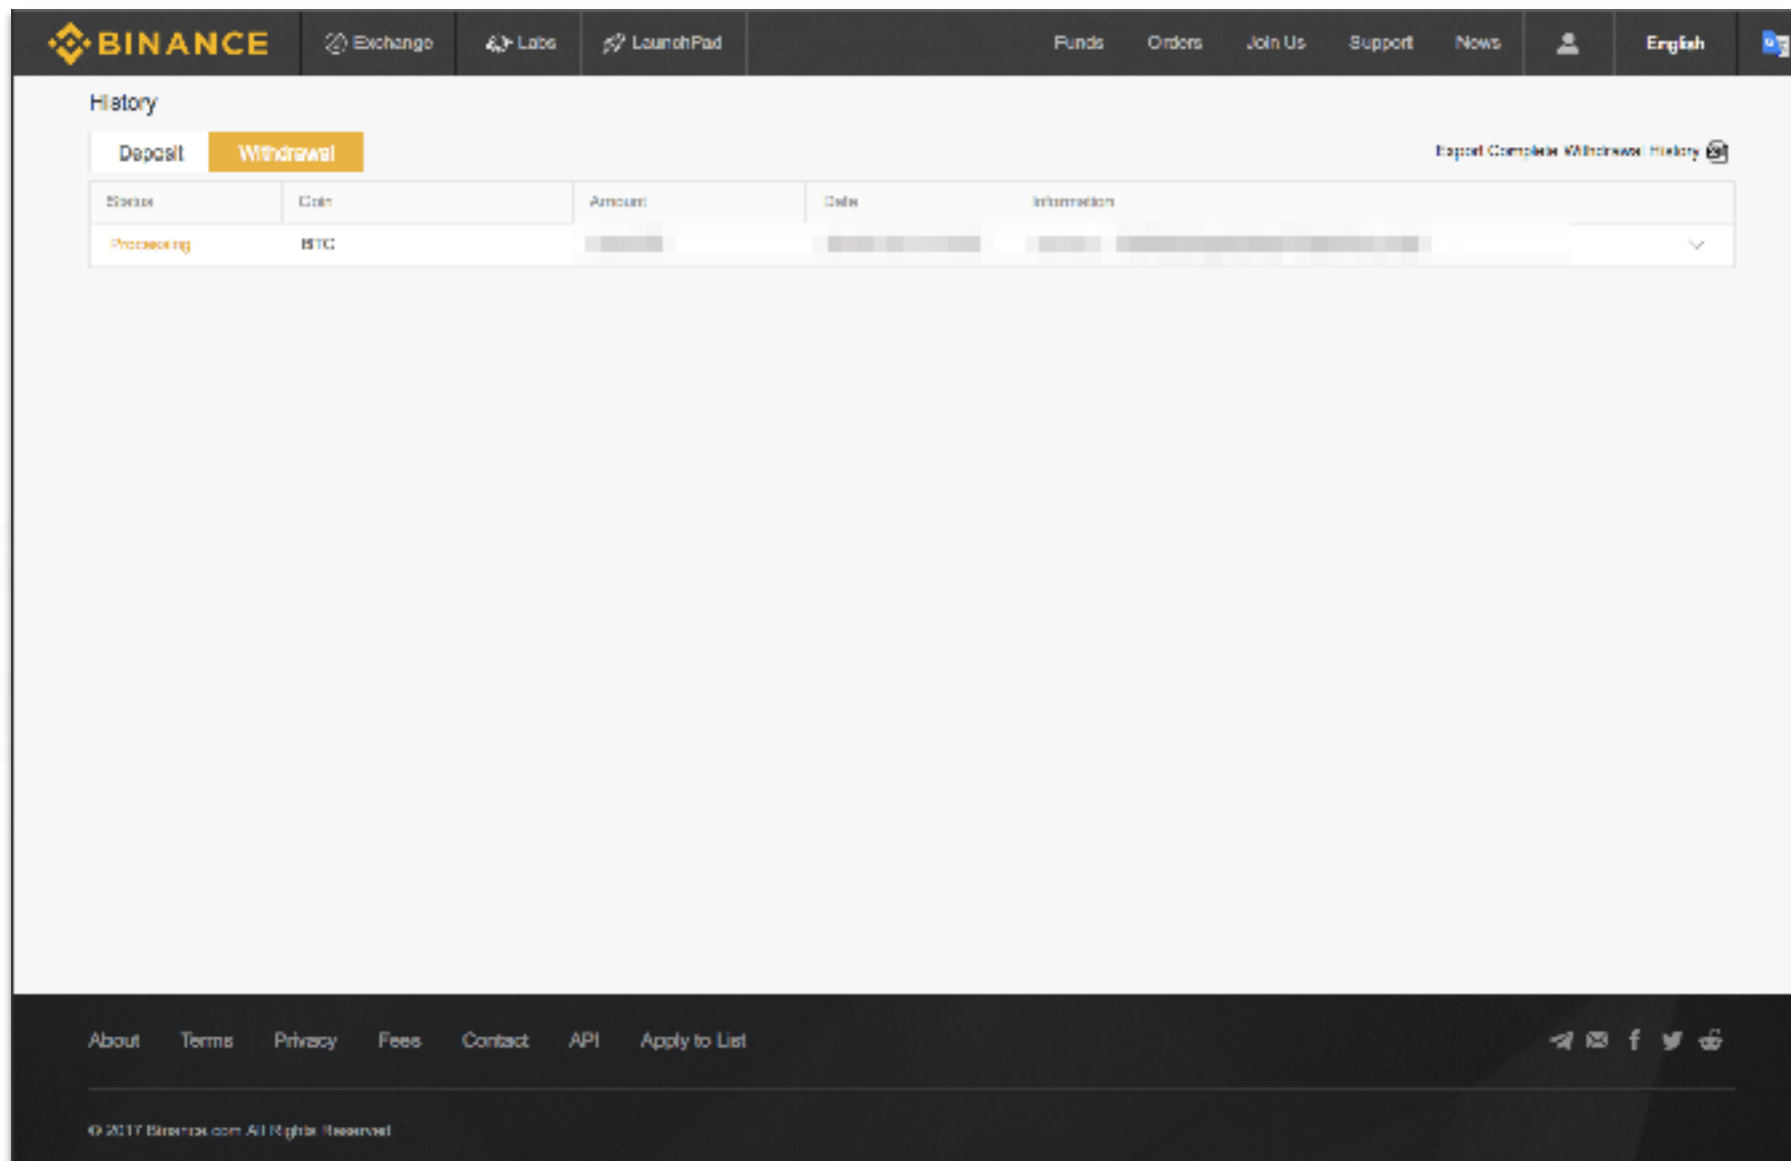 BINANCE Exchange Labs LaunchPad Funds Orders Join Us Support News English
History
Deposit Withdrawal Export Complete Withdrawal History
Status Coin Amount Date Information
Processing BTC
About Terms Privacy Fees Contact API Apply to List
© 2017 Binance.com All Rights Reserved